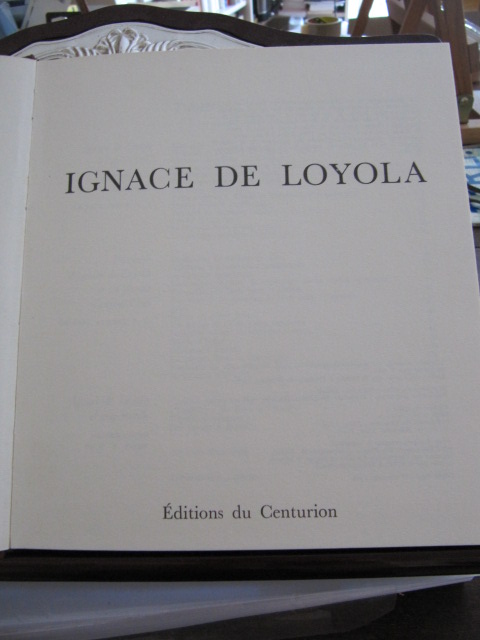 IGNACE DE LOYOLA
Éditions du Centurion